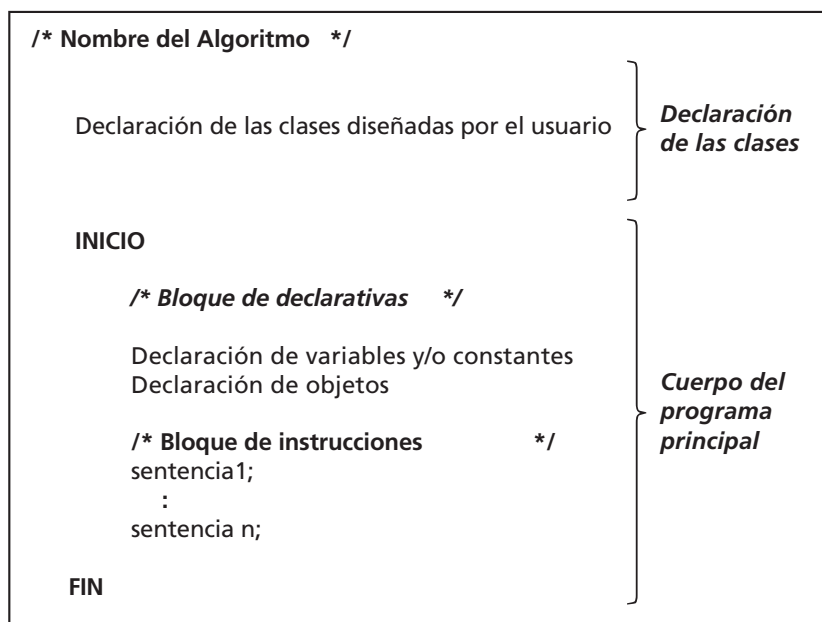 /* Nombre del Algoritmo */
Declaración de las clases diseñadas por el usuario
Declaración
de las clases
INICIO
/* Bloque de declarativas */
Declaración de variables y/o constantes
Declaración de objetos
/* Bloque de instrucciones */
sentencia1;
:
sentencia n;
FIN
Cuerpo del
programa
principal